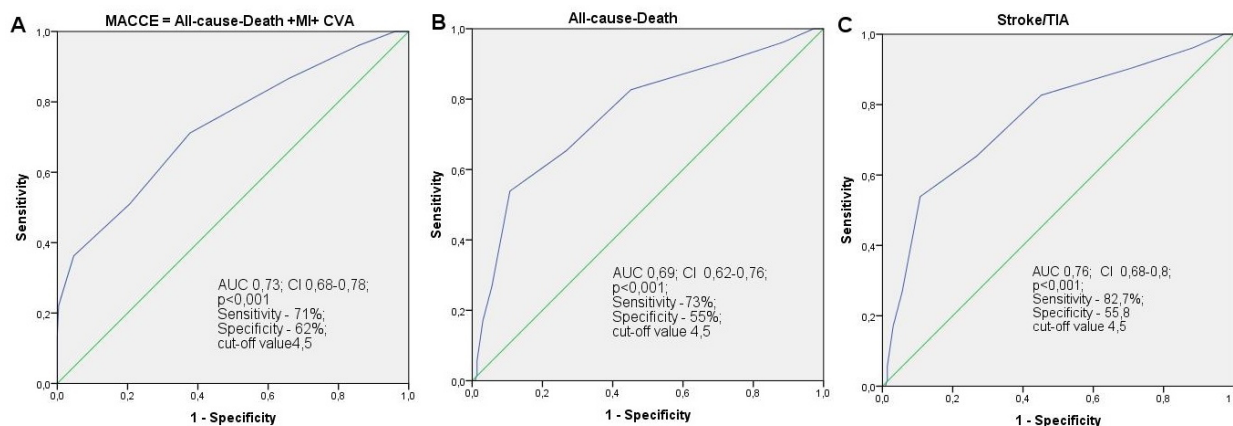 A
MACCE = All-cause-Death +MI+ CVA
1,0
0,8
0,6
0,4
0,2
0,0
Sensitivity
AUC 0,73; CI 0,68-0,78;
p<0,001
Sensitivity - 71%;
Specificity - 62%;
cut-off value4,5
0,0
0,2
0,4
0,6
0,8
1,0
1 - Specificity
B
All-cause-Death
1,0
0,8
0,6
0,4
0,2
0,0
Sensitivity
AUC 0,69; CI 0,62-0,76;
p<0,001;
Sensitivity -73%;
Specificity - 55%;
cut-off value 4,5
0,0
0,2
0,4
0,6
0,8
1,0
1 - Specificity
C
Stroke/TIA
1,0
0,8
0,6
0,4
0,2
0,0
Sensitivity
AUC 0,76; CI 0,68-0,8;
p<0,001;
Sensitivity - 82,7%;
Specificity - 55,8
cut-off value 4,5
0,0
0,2
0,4
0,6
0,8
1
1 - Specificity